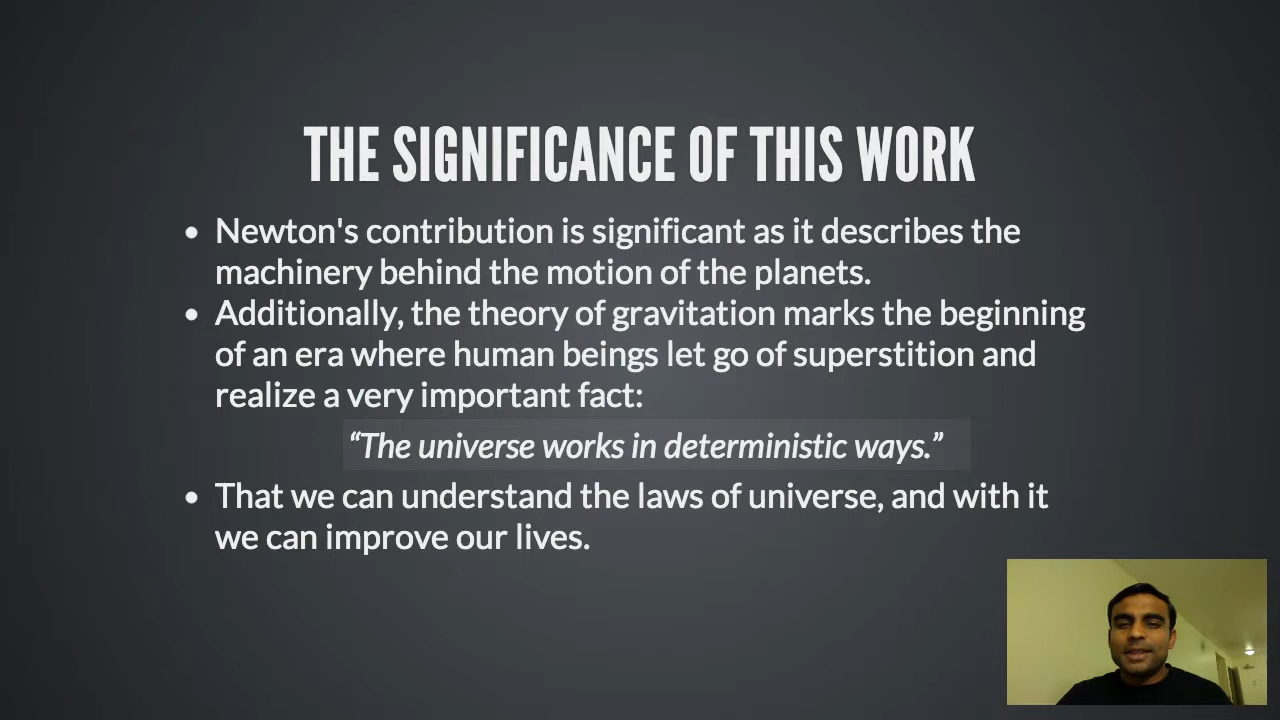 THE SIGNIFICANCE OF THIS WORK
• Newton's contribution is significant as it describes the
machinery behind the motion of the planets.
• Additionally, the theory of gravitation marks the beginning
of an era where human beings let go of superstition and
realize a very important fact:
“The universe works in deterministic ways.”
• That we can understand the laws of universe, and with it
we can improve our lives.